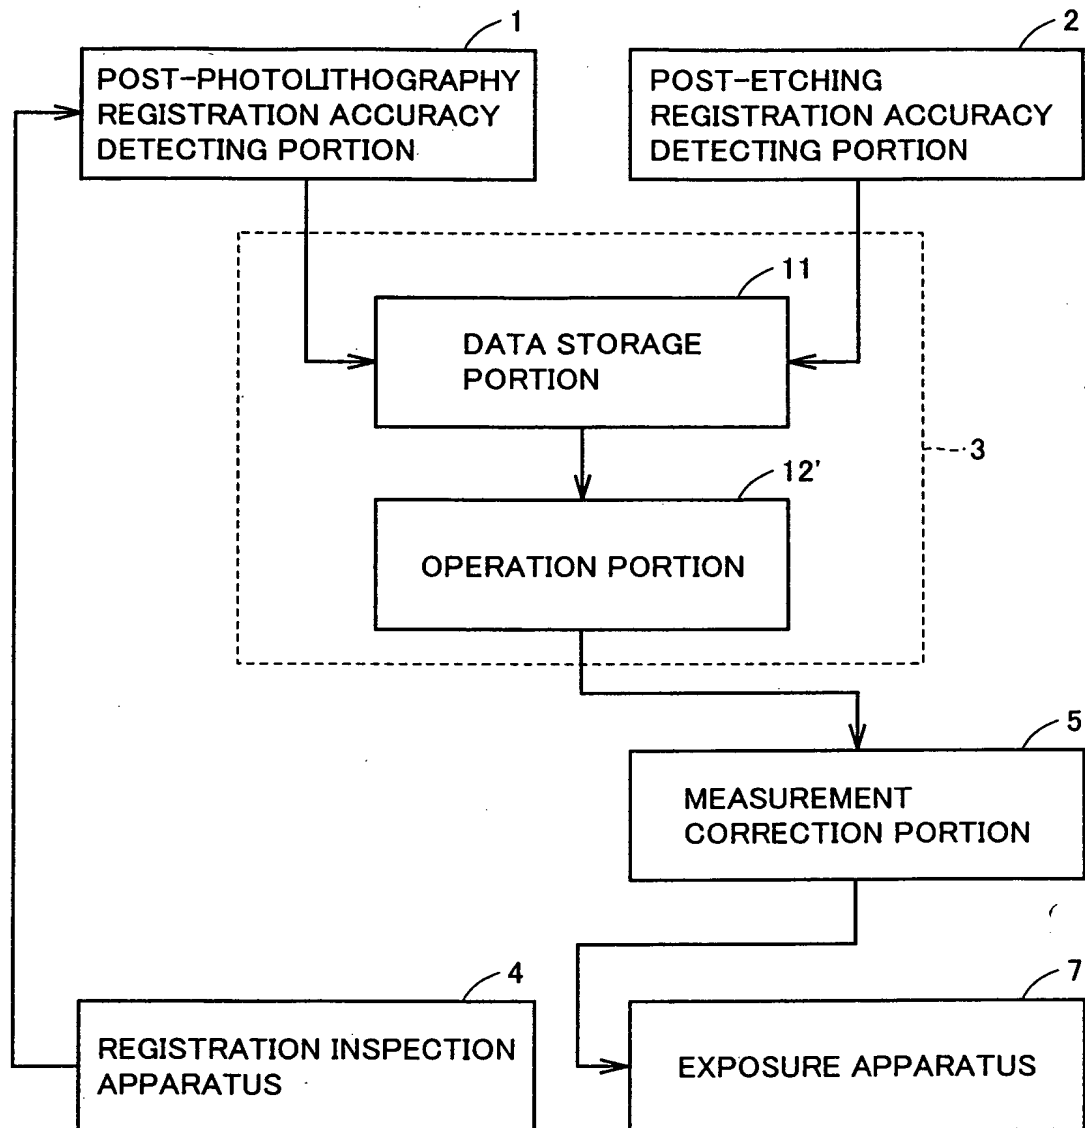 1
2
POST-PHOTOLITHOGRAPHY
REGISTRATION ACCURACY
DETECTING PORTION
POST-ETCHING
REGISTRATION ACCURACY
DETECTING PORTION
11
DATA STORAGE
PORTION
3
12'
OPERATION PORTION
5
MEASUREMENT
CORRECTION PORTION
4
7
REGISTRATION INSPECTION
APPARATUS
EXPOSURE APPARATUS